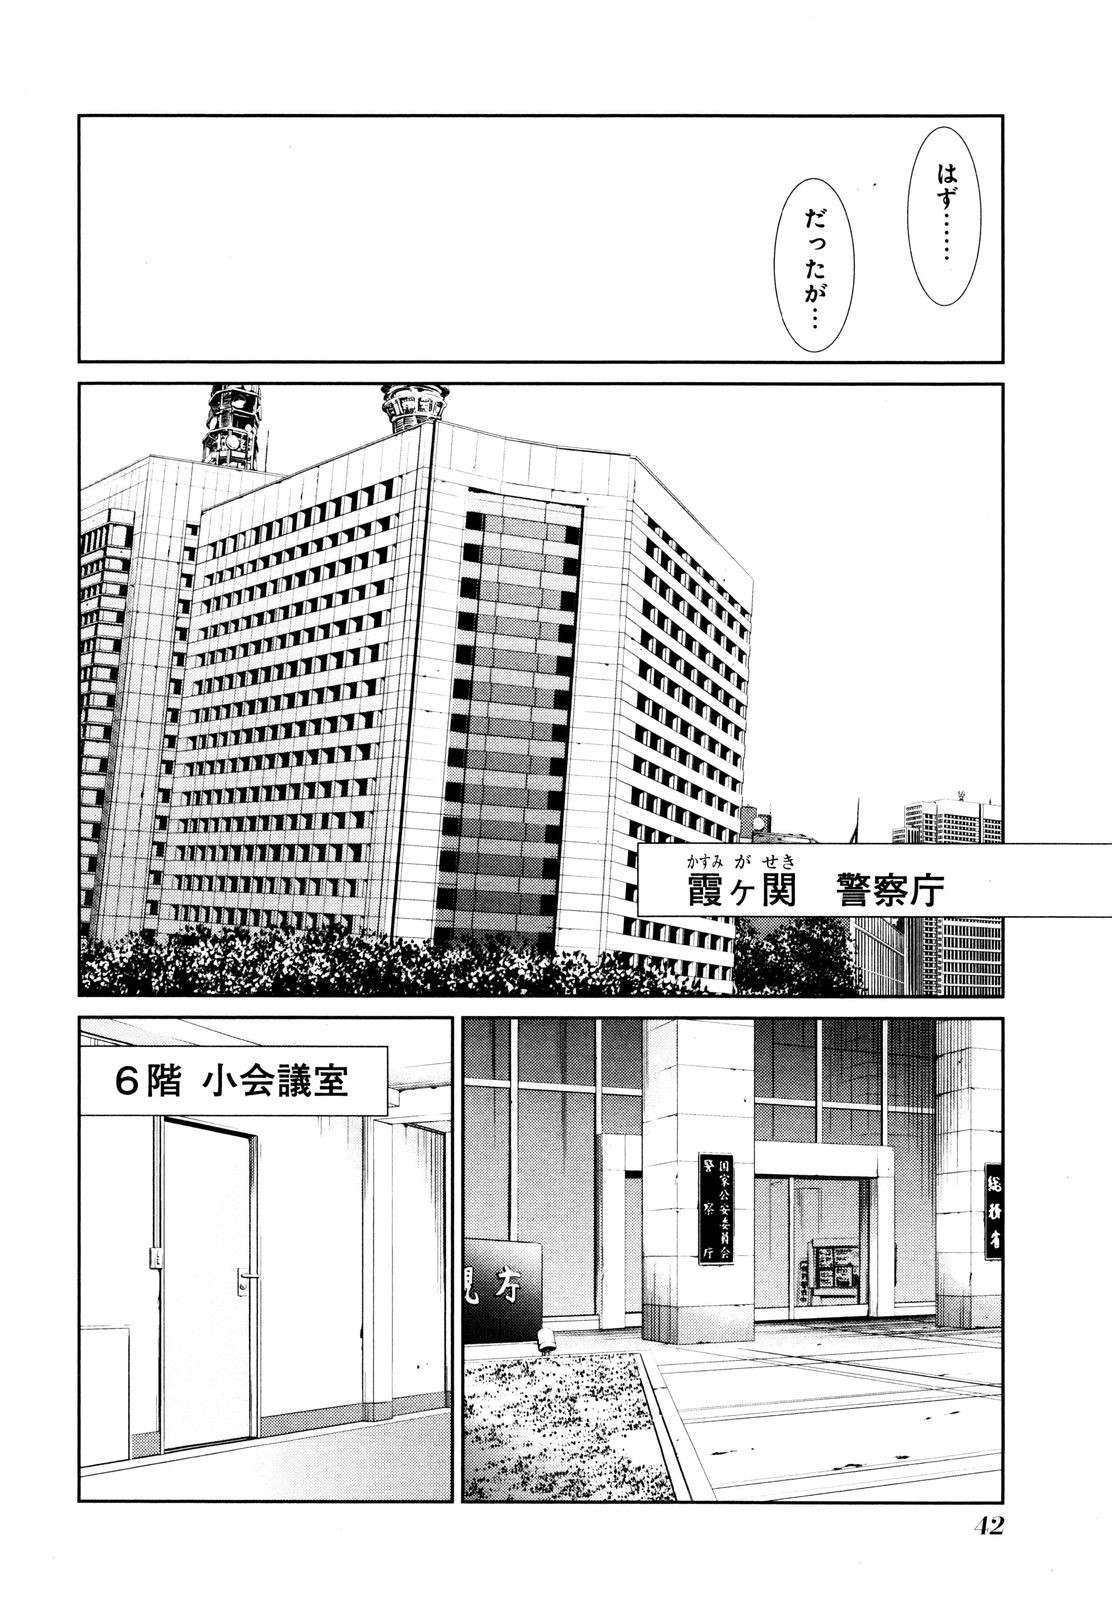 はず……
だったが…
かすみがせき
霞ヶ関 警察庁
国家公安委員会
警察庁
総務省
視庁
6階 小会議室
42